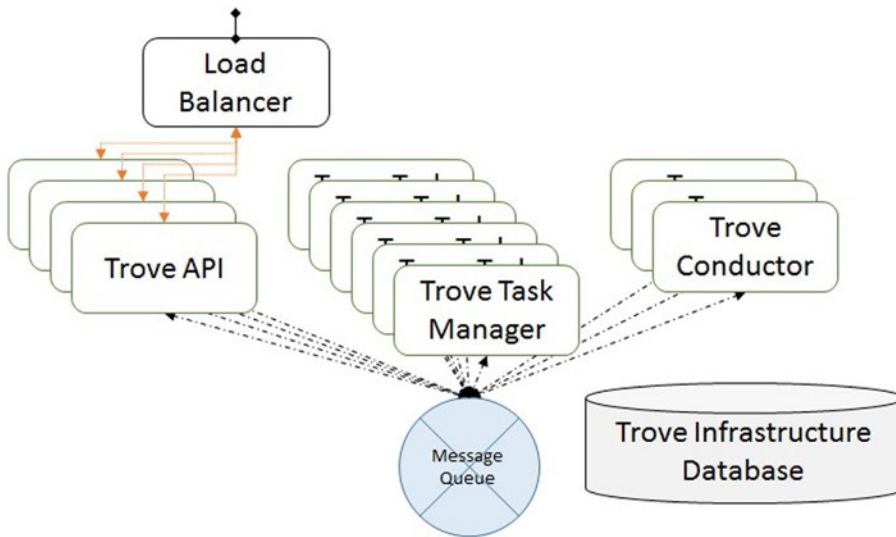 Load
Balancer
Trove API
Trove Task
Manager
Trove
Conductor
Message
Queue
Trove Infrastructure
Database